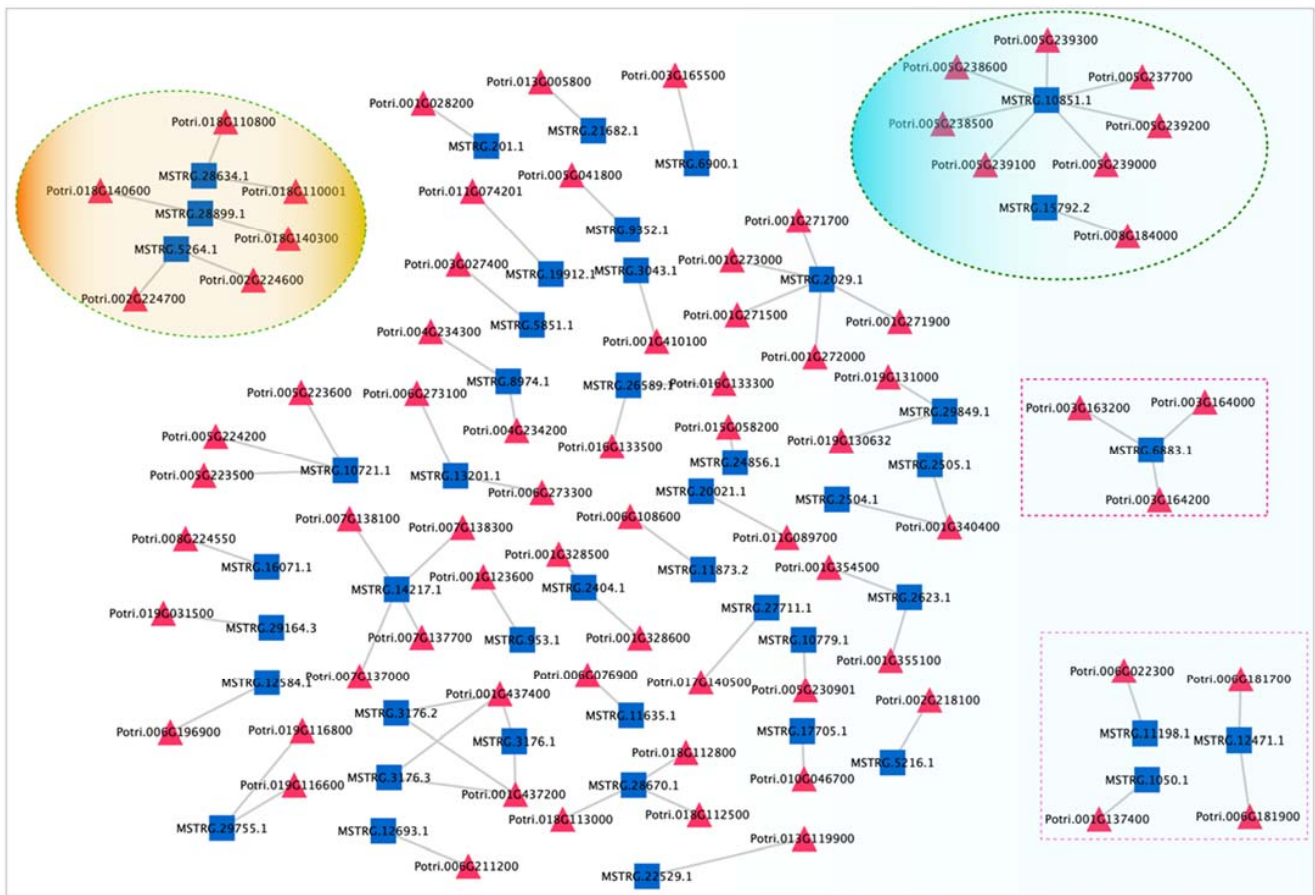 Potri.005G239300
Potri.005G238600
Potri.005G237700
MSTRG.10851.1
Potri.005G238500
Potri.005G239200
Potri.005G239100
Potri.005G239000
MSTRG.15792.2
Potri.008G184000
Potri.018G110800
MSTRG.28634.1
Potri.018G140600
Potri.018G110001
MSTRG.28899.1
Potri.018G140300
MSTRG.5264.1
Potri.002G224600
Potri.002G224700
Potri.003G165500
Potri.013G005800
Potri.001G028200
MSTRG.21682.1
MSTRG.201.1
MSTRG.6900.1
Potri.005G041800
Potri.011G074201
Potri.001G271700
MSTRG.9352.1
Potri.001G273000
Potri.003G027400
MSTRG.19912.1
MSTRG.3043.1
MSTRG.2029.1
Potri.001G271500
Potri.001G271900
MSTRG.5851.1
Potri.004G234300
Potri.001G410100
Potri.001G272000
Potri.019G131000
MSTRG.8974.1
MSTRG.26589.1
Potri.016G133300
Potri.005G223600
Potri.006G273100
MSTRG.29849.1
Potri.003G163200
Potri.003G164000
Potri.015G058200
Potri.005G224200
Potri.004G234200
Potri.019G130632
Potri.016G133500
MSTRG.6883.1
MSTRG.24856.1
MSTRG.2505.1
MSTRG.10721.1
Potri.005G223500
MSTRG.13201.1
MSTRG.20021.1
Potri.006G273300
MSTRG.2504.1
Potri.003G164200
Potri.007G138100
Potri.006G108600
Potri.007G138300
Potri.001G340400
Potri.008G224550
Potri.011G089700
Potri.001G328500
MSTRG.16071.1
MSTRG.11873.2
Potri.001G354500
Potri.001G123600
MSTRG.14217.1
MSTRG.2404.1
MSTRG.2623.1
MSTRG.27711.1
Potri.019G031500
MSTRG.29164.3
Potri.007G137700
MSTRG.953.1
Potri.001G328600
MSTRG.10779.1
Potri.001G355100
Potri.006G022300
Potri.007G137000
Potri.006G076900
MSTRG.12584.1
Potri.017G140500
Potri.006G181700
Potri.001G437400
Potri.005G230901
Potri.002G218100
MSTRG.3176.2
MSTRG.11635.1
Potri.006G196900
Potri.019G116800
MSTRG.17705.1
MSTRG.11198.1
MSTRG.12471.1
MSTRG.3176.1
Potri.018G112800
MSTRG.5216.1
MSTRG.3176.3
Potri.010G046700
MSTRG.1050.1
Potri.019G116600
MSTRG.28670.1
Potri.001G437200
Potri.018G113000
Potri.018G112500
Potri.001G137400
Potri.006G181900
MSTRG.29755.1
MSTRG.12693.1
Potri.013G119900
Potri.006G211200
MSTRG.22529.1